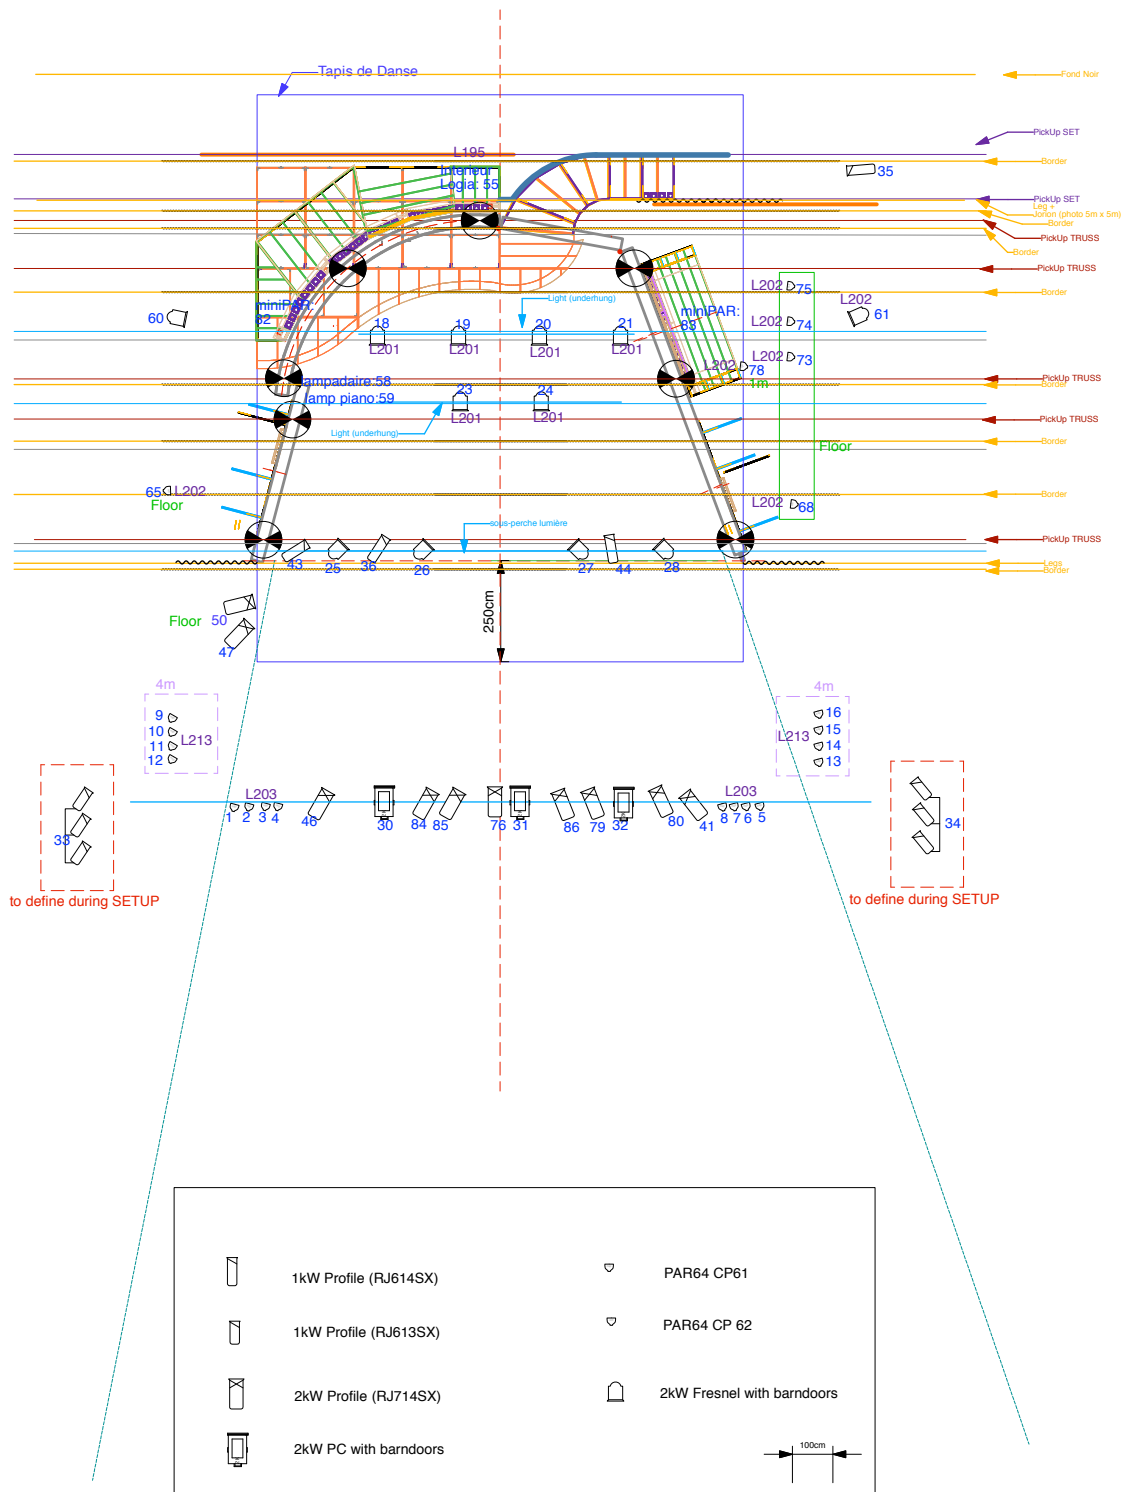 Tapis de Danse
Fond Noir
PickUp SET
L195
Border
interieur
Logia: 55
35
PickUp SET
Leg +
Jorion (photo 5m x 5m)
Border
PickUp TRUSS
Border
PickUp TRUSS
L202
75
Border
Light (underhung)
L202
miniPAR:
82
miniPAR:
83
60
61
18
19
20
21
L202
74
L201
L201
L201
L201
L202
73
L202
78
1m
lampadaire:58
lamp piano:59
PickUp TRUSS
Border
23
24
L201
L201
PickUp TRUSS
Light (underhung)
Border
Floor
65
L202
Floor
Border
L202
68
sous-perche lumière
PickUp TRUSS
43
25
36
26
27
44
28
Legs
Border
250cm
Floor
50
47
4m
4m
9
10
11
12
L213
16
15
14
13
L213
L203
L203
1
2
3
4
46
30
84
85
76
31
86
79
32
80
41
8
7
6
5
33
34
to define during SETUP
to define during SETUP
1kW Profile (RJ614SX)
PAR64 CP61
1kW Profile (RJ613SX)
PAR64 CP 62
2kW Profile (RJ714SX)
2kW Fresnel with barndoors
2kW PC with barndoors
100cm